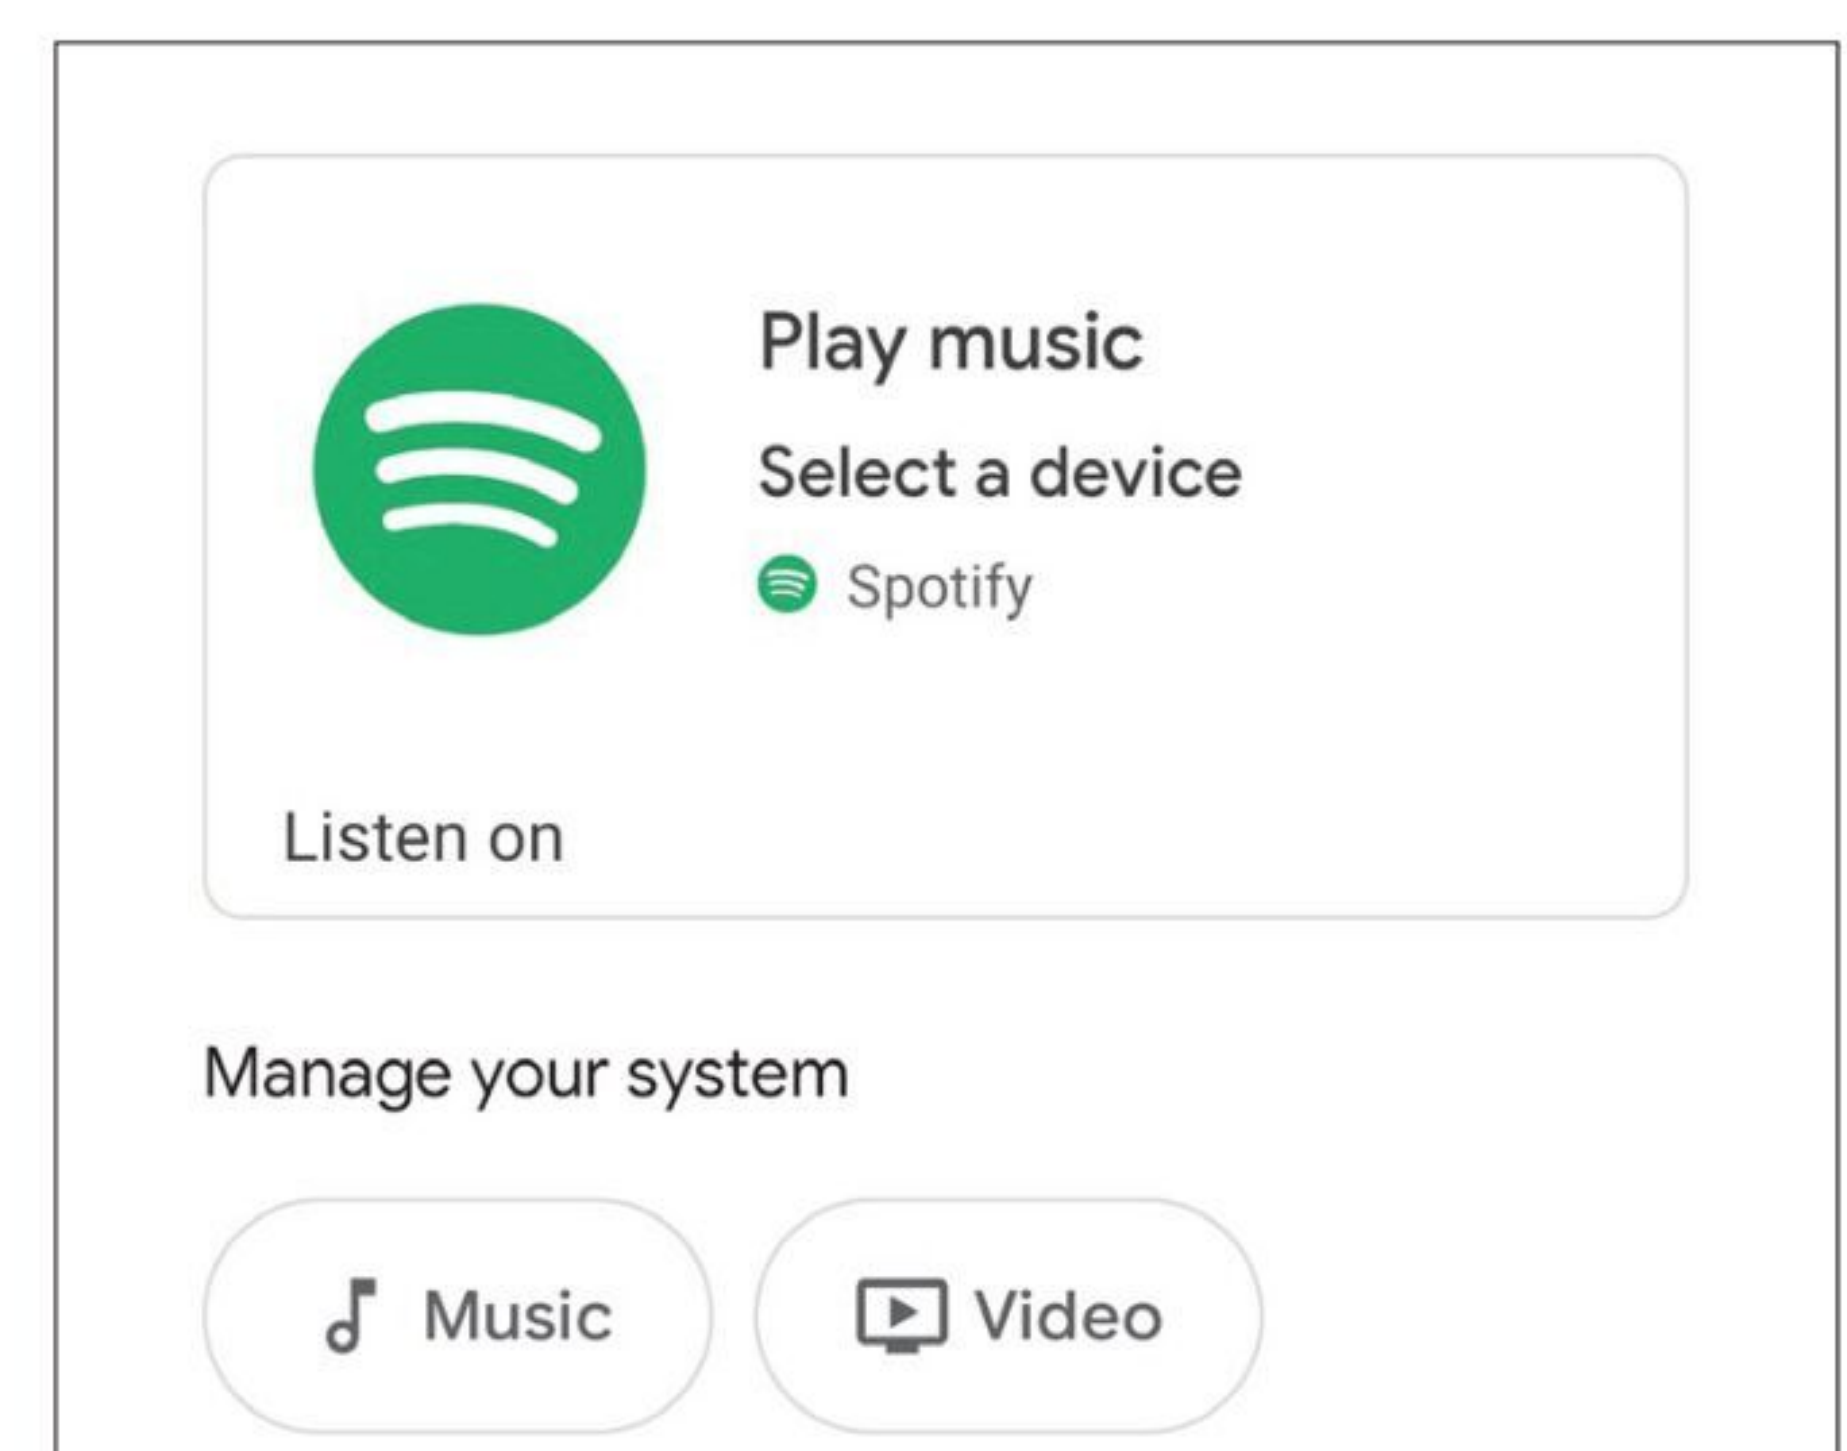 Play music
Select a device
Spotify
Listen on
Manage your system
Music
Video